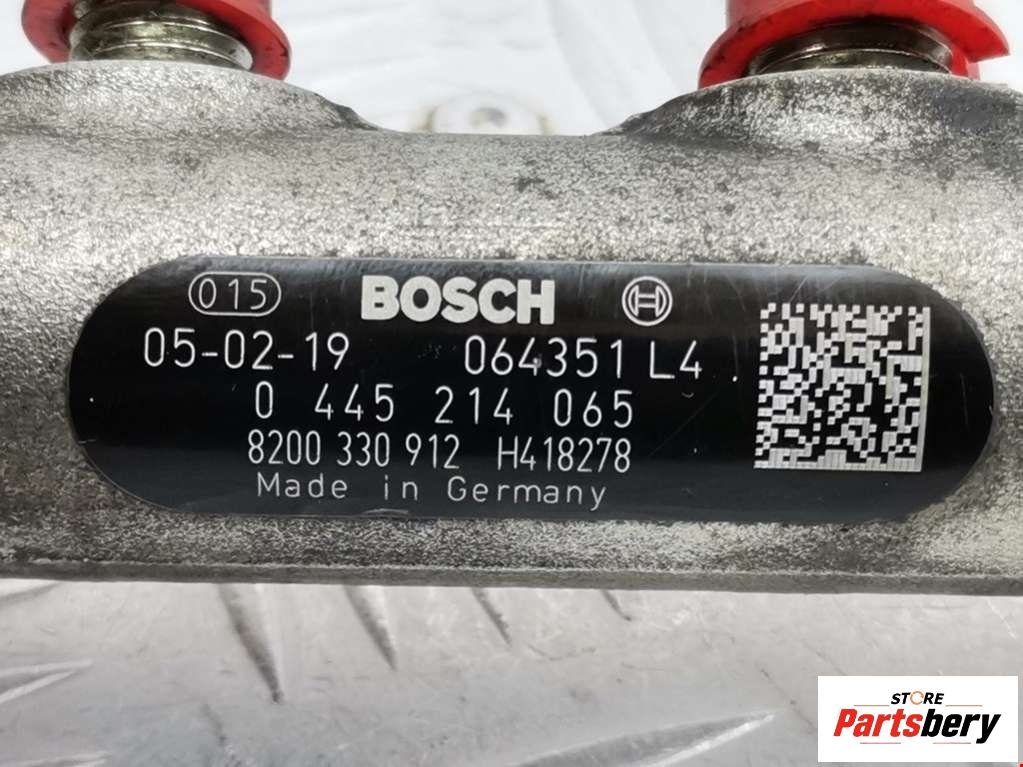 015 BOSCH
05-02-19 064351 L4
0 445 214 065
8200 330 912 H418278
Made in Germany
STORE
Partsbery